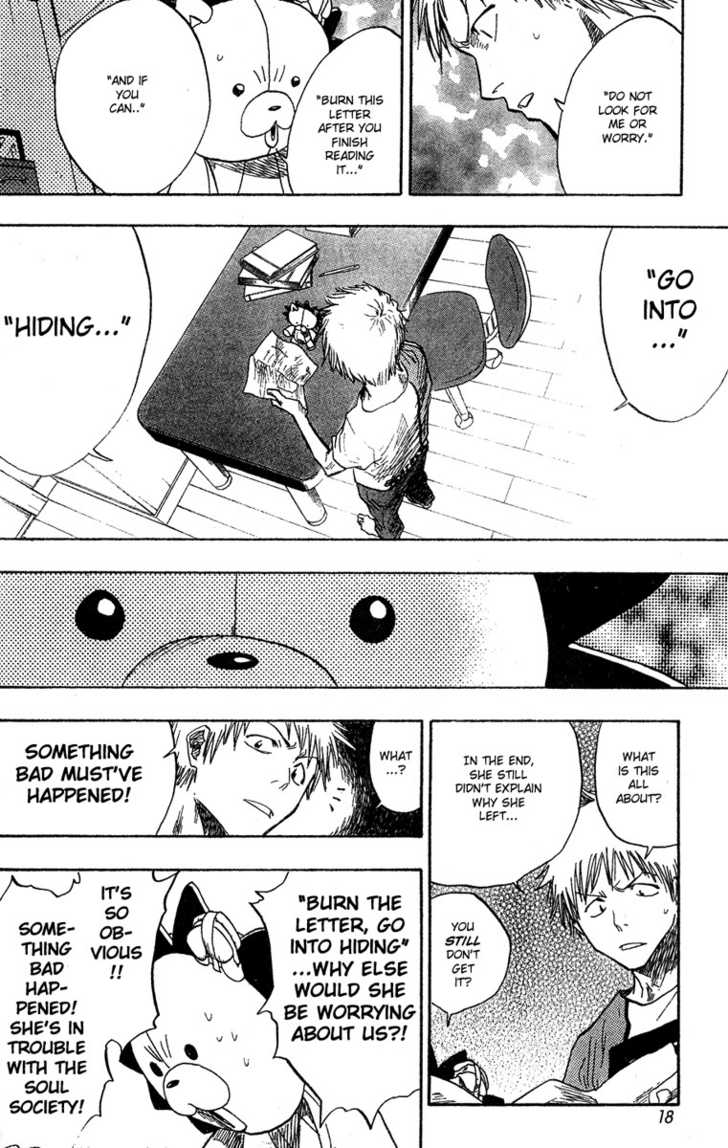 "DO NOT
LOOK FOR
ME OR
WORRY."
"BURN THIS
LETTER
AFTER YOU
FINISH
READING
IT..."
"AND IF
YOU
CAN.."
"GO
INTO
..."
"HIDING..."
WHAT
IS THIS
ALL
ABOUT?
IN THE END,
SHE STILL
DIDN'T EXPLAIN
WHY SHE
LEFT...
YOU
STILL
DON'T
GET
IT?
WHAT
...?
SOMETHING
BAD MUST'VE
HAPPENED!
"BURN THE
LETTER, GO
INTO HIDING"
...WHY ELSE
WOULD SHE
BE WORRYING
ABOUT US?!
IT'S
SO
OB-
VIOUS
!!
SOME-
THING
BAD
HAP-
PENED!
SHE'S IN
TROUBLE
WITH THE
SOUL
SOCIETY!
18